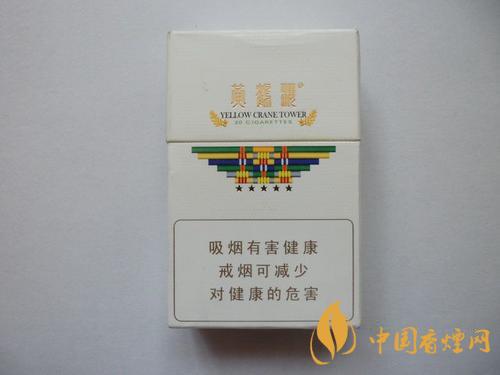 黄鹤楼
YELLOW CRANE TOWER
20 CIGARETTES
吸烟有害健康
戒烟可减少
对健康的危害
中国香烟网